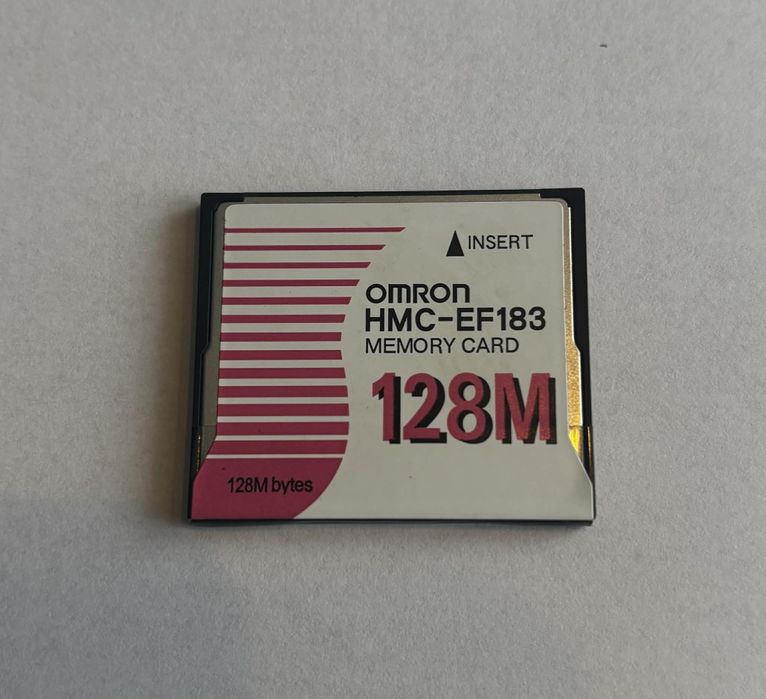 ▲INSERT
OMRON
HMC-EF183
MEMORY CARD
128M
128M bytes